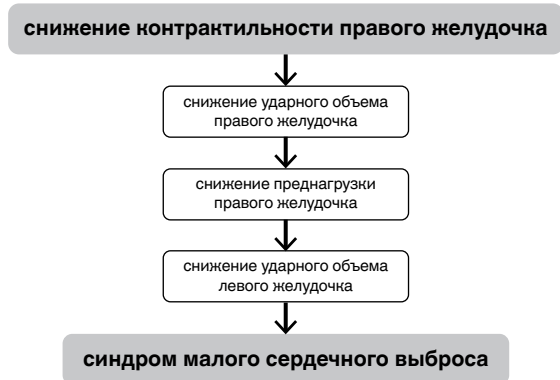 снижение контрактильности правого желудочка
снижение ударного объема
правого желудочка
снижение преднагрузки
правого желудочка
снижение ударного объема
левого желудочка
синдром малого сердечного выброса